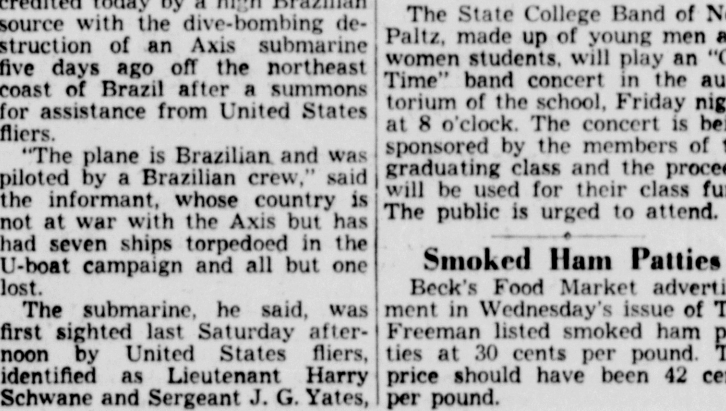 credited today by a high Brazilian
source with the dive-bombing de-
struction of an Axis submarine
five days ago off the northeast
coast of Brazil after a summons
for assistance from United States
fliers.
"The plane is Brazilian and was
piloted by a Brazilian crew," said
the informant, whose country is
not at war with the Axis but has
had seven ships torpedoed in the
U-boat campaign and all but one
lost.
The submarine, he said, was
first sighted last Saturday after-
noon by United States fliers,
identified as Lieutenant Harry
Schwane and Sergeant J. G. Yates,
The State College Band of N
Paltz, made up of young men a
women students, will play an "
Time" band concert in the au
torium of the school, Friday nig
at 8 o'clock. The concert is be
sponsored by the members of
graduating class and the procee
will be used for their class fu
The public is urged to attend.
Smoked Ham Patties
Beck's Food Market adverti
ment in Wednesday's issue of T
Freeman listed smoked ham p
ties at 30 cents per pound. T
price should have been 42 ce
per pound.